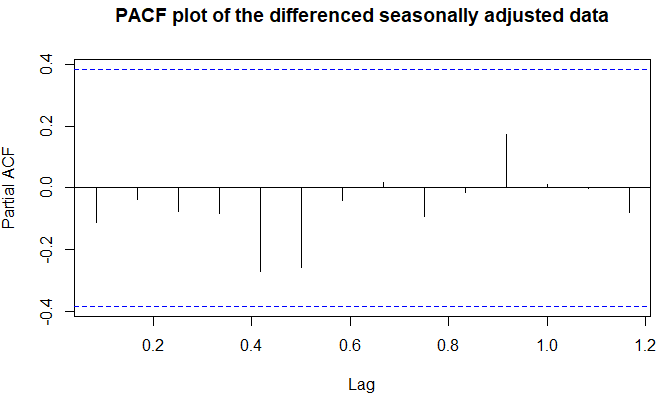 PACF plot of the differenced seasonally adjusted data
Partial ACF
0.4
0.2
0.0
-0.2
-0.4
0.2 0.4 0.6 0.8 1.0 1.2
Lag